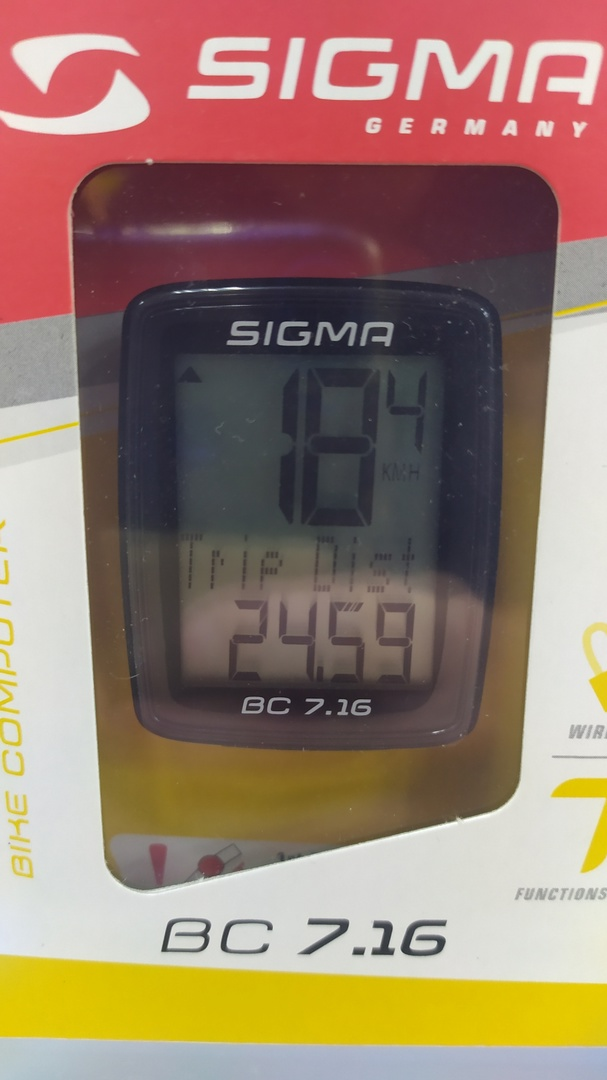 SIGMA
GERMANY
SIGMA
18 4
KMH
Trip Dist
24.59
BC 7.16
BIKE COMPUTER
7
FUNCTIONS
BC 7.16